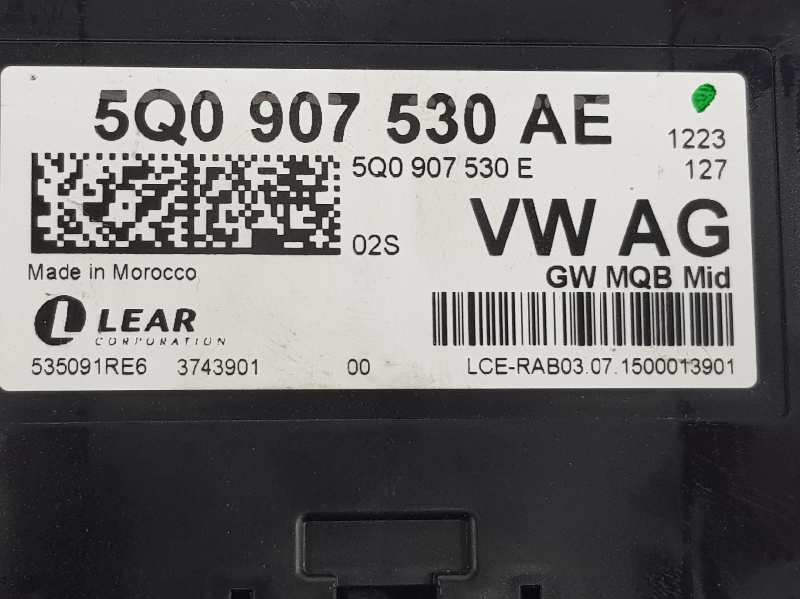 5Q0 907 530 AE
1223
5Q0 907 530 E
127
02S
VW AG
Made in Morocco
GW MQB Mid
LEAR
CORPORATION
535091RE6 3743901 00
LCE-RAB03.07.1500013901